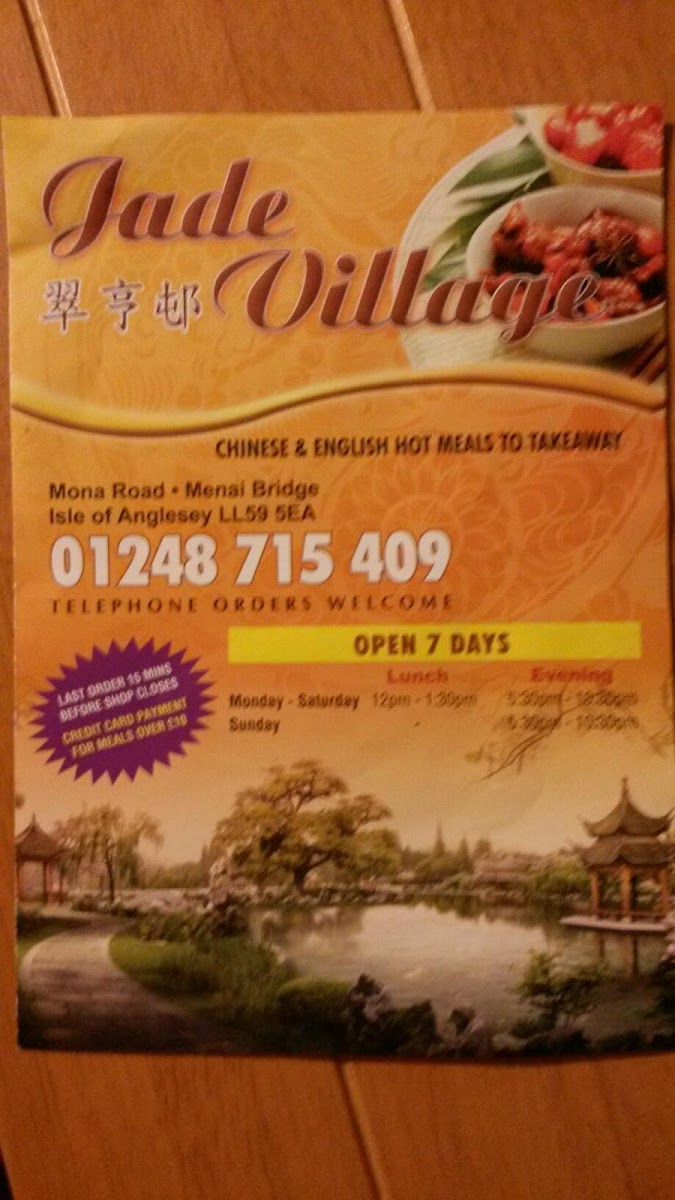 Jade
翠亨邨 Village
CHINESE & ENGLISH HOT MEALS TO TAKEAWAY
Mona Road • Menai Bridge
Isle of Anglesey LL59 5EA
01248 715 409
TELEPHONE ORDERS WELCOME
OPEN 7 DAYS
Lunch Evening
Monday - Saturday 12pm - 1:30pm 5:30pm -
Sunday -
LAST ORDER 15 MINS
BEFORE SHOP CLOSES
CREDIT CARD PAYMENT
FOR MEALS OVER £10